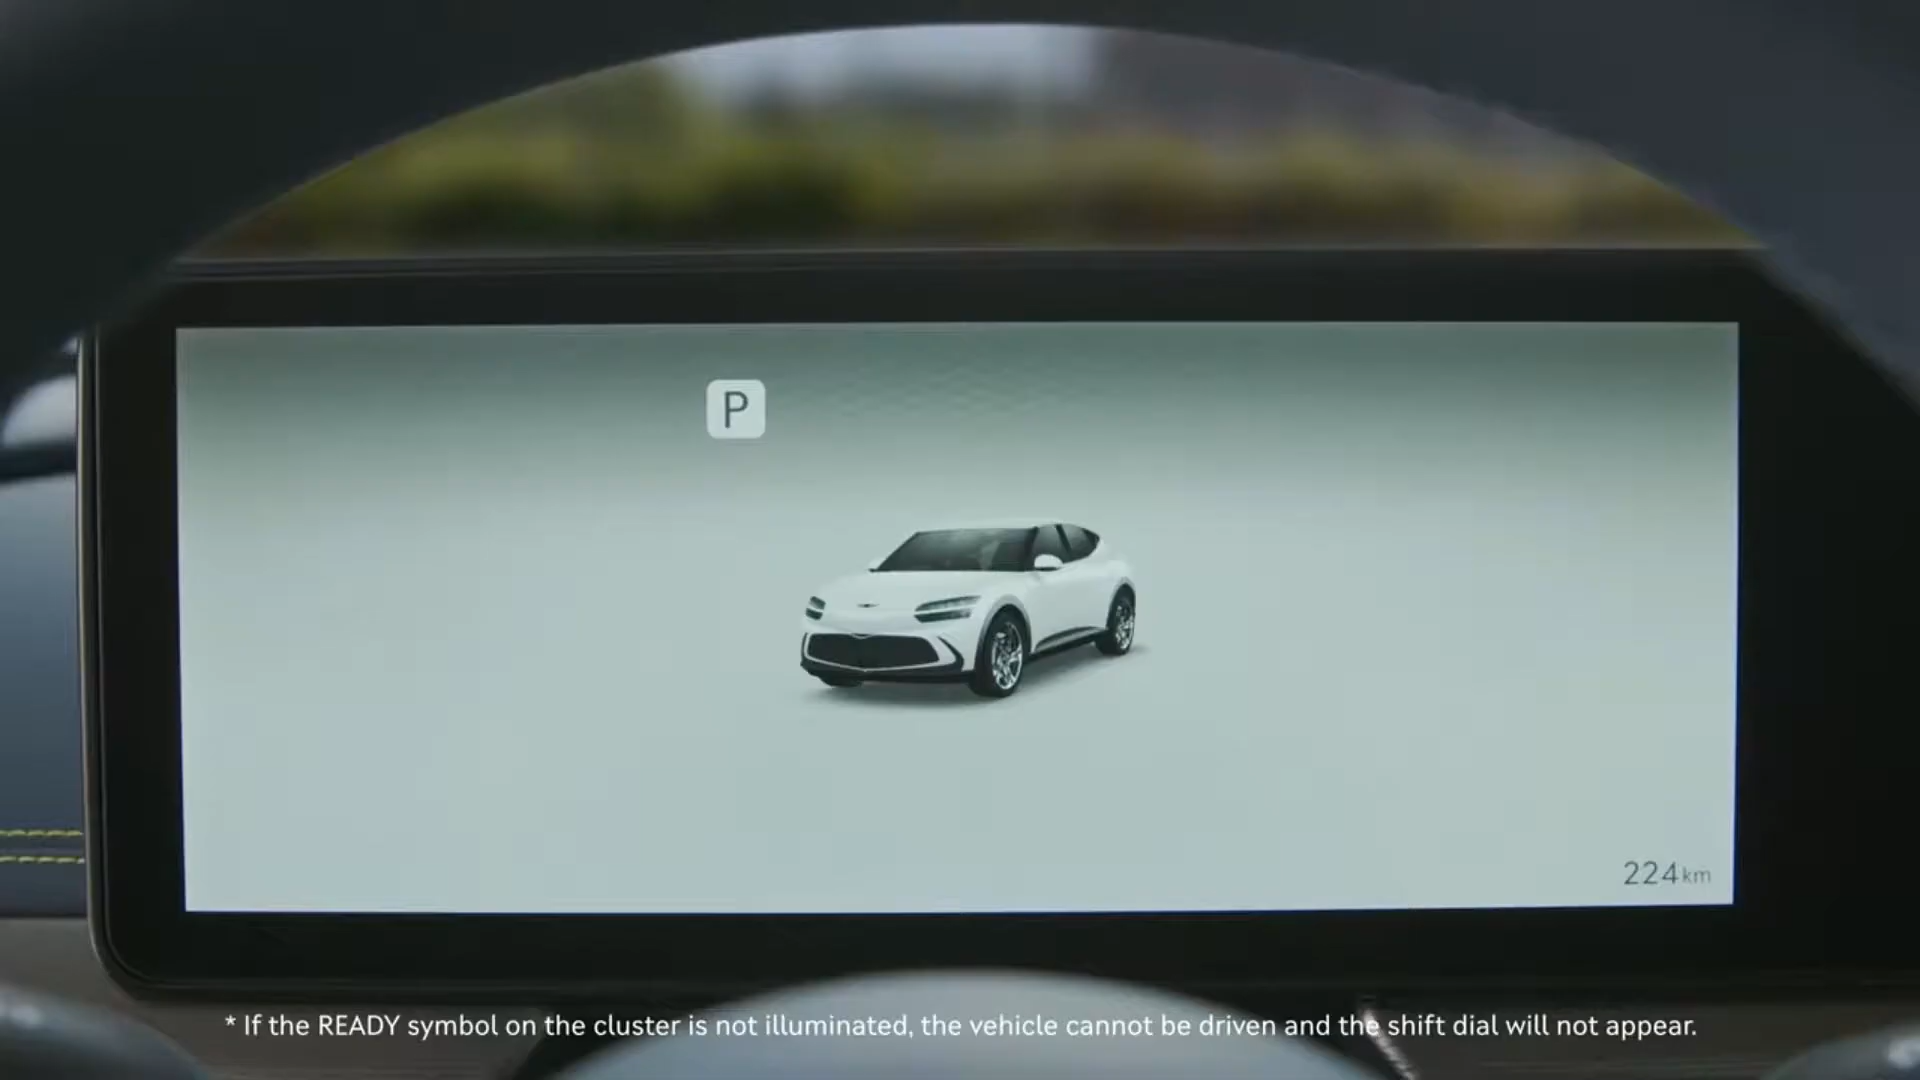 P
224km
* If the READY symbol on the cluster is not illuminated, the vehicle cannot be driven and the shift dial will not appear.